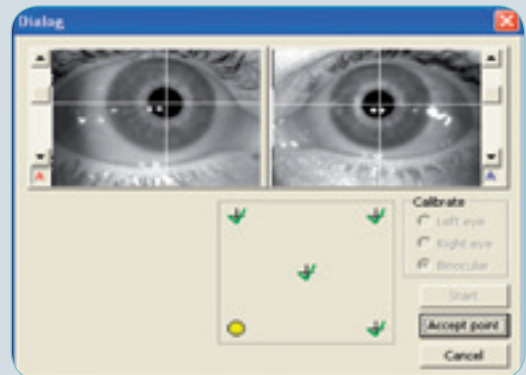 Dialog
A
A
Calibrate
Left eye
Right eye
Binocular
Start
Accept point
Cancel